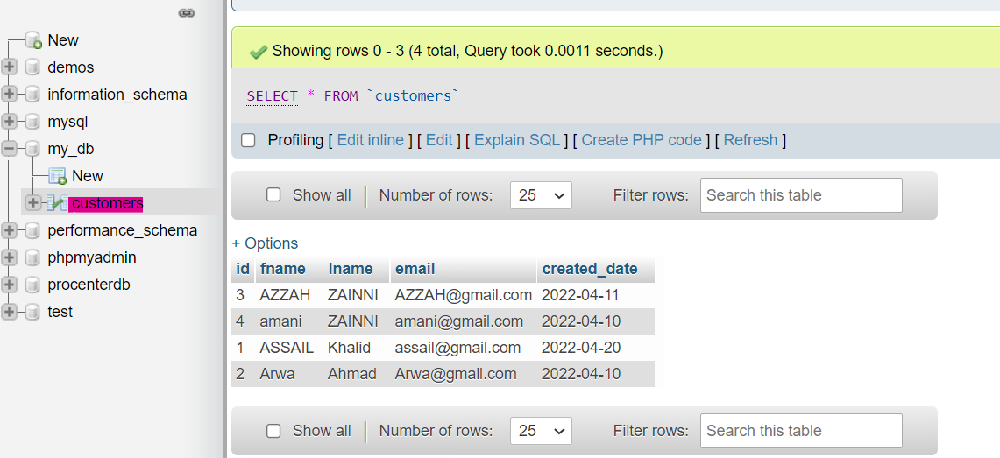 New
demos
information_schema
mysql
my_db
New
customers
performance_schema
phpmyadmin
procenterdb
test
Showing rows 0 - 3 (4 total, Query took 0.0011 seconds.)
SELECT * FROM `customers`
Profiling [ Edit inline ] [ Edit ] [ Explain SQL ] [ Create PHP code ] [ Refresh ]
Show all Number of rows: 25 Filter rows: Search this table
+ Options
id fname lname email created_date
3 AZZAH ZAINNI AZZAH@gmail.com 2022-04-11
4 amani ZAINNI amani@gmail.com 2022-04-10
1 ASSAIL Khalid assail@gmail.com 2022-04-20
2 Arwa Ahmad Arwa@gmail.com 2022-04-10
Show all Number of rows: 25 Filter rows: Search this table